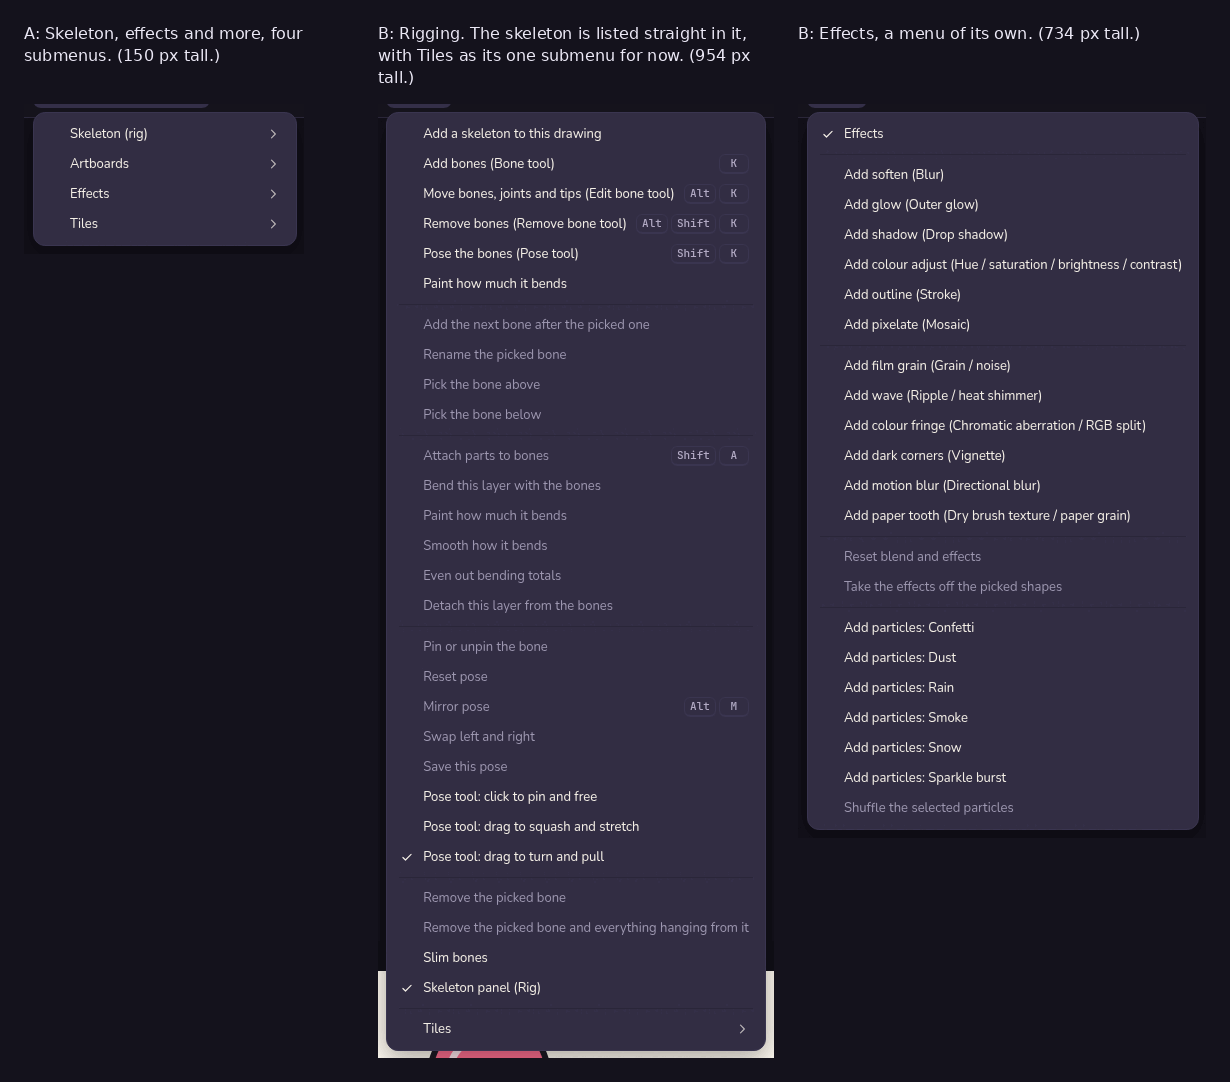 A: Skeleton, effects and more, four
submenus. (150 px tall.)
Skeleton (rig)
Artboards
Effects
Tiles
B: Rigging. The skeleton is listed straight in it,
with Tiles as its one submenu for now. (954 px
tall.)
Add a skeleton to this drawing
Add bones (Bone tool) K
Move bones, joints and tips (Edit bone tool) Alt K
Remove bones (Remove bone tool) Alt Shift K
Pose the bones (Pose tool) Shift K
Paint how much it bends
Add the next bone after the picked one
Rename the picked bone
Pick the bone above
Pick the bone below
Attach parts to bones Shift A
Bend this layer with the bones
Paint how much it bends
Smooth how it bends
Even out bending totals
Detach this layer from the bones
Pin or unpin the bone
Reset pose
Mirror pose Alt M
Swap left and right
Save this pose
Pose tool: click to pin and free
Pose tool: drag to squash and stretch
Pose tool: drag to turn and pull
Remove the picked bone
Remove the picked bone and everything hanging from it
Slim bones
Skeleton panel (Rig)
Tiles
B: Effects, a menu of its own. (734 px tall.)
Effects
Add soften (Blur)
Add glow (Outer glow)
Add shadow (Drop shadow)
Add colour adjust (Hue / saturation / brightness / contrast)
Add outline (Stroke)
Add pixelate (Mosaic)
Add film grain (Grain / noise)
Add wave (Ripple / heat shimmer)
Add colour fringe (Chromatic aberration / RGB split)
Add dark corners (Vignette)
Add motion blur (Directional blur)
Add paper tooth (Dry brush texture / paper grain)
Reset blend and effects
Take the effects off the picked shapes
Add particles: Confetti
Add particles: Dust
Add particles: Rain
Add particles: Smoke
Add particles: Snow
Add particles: Sparkle burst
Shuffle the selected particles